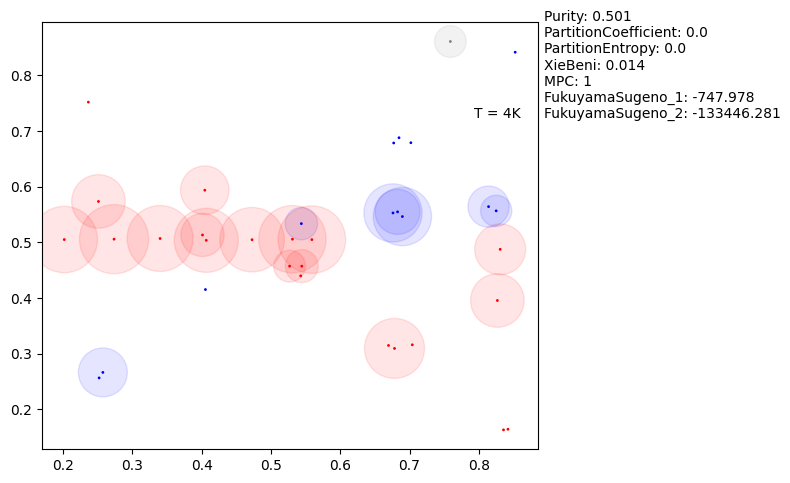 Purity: 0.501
PartitionCoefficient: 0.0
PartitionEntropy: 0.0
XieBeni: 0.014
MPC: 1
FukuyamaSugeno_1: -747.978
FukuyamaSugeno_2: -133446.281
T = 4K
0.8
0.7
0.6
0.5
0.4
0.3
0.2
0.2 0.3 0.4 0.5 0.6 0.7 0.8